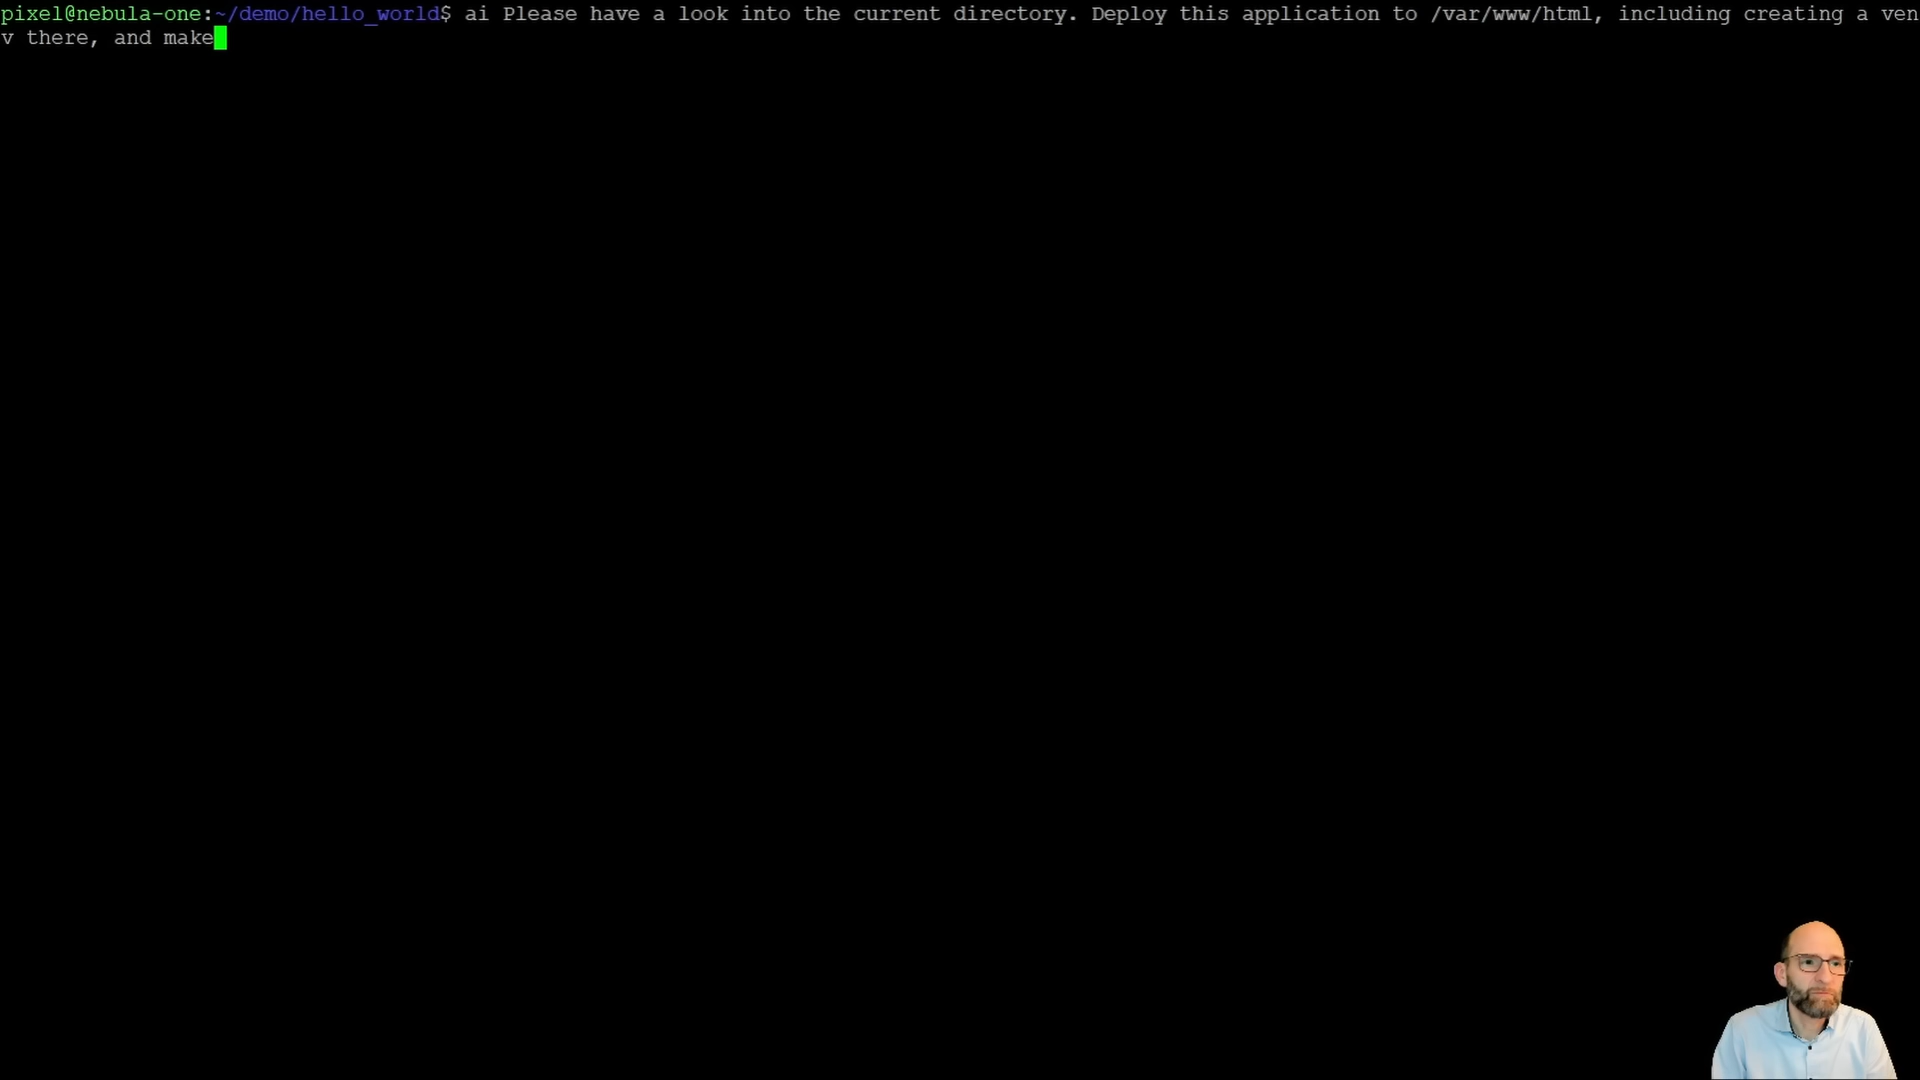 pixel@nebula-one:~/demo/hello_world$ ai Please have a look into the current directory. Deploy this application to /var/www/html, including creating a ven
v there, and make